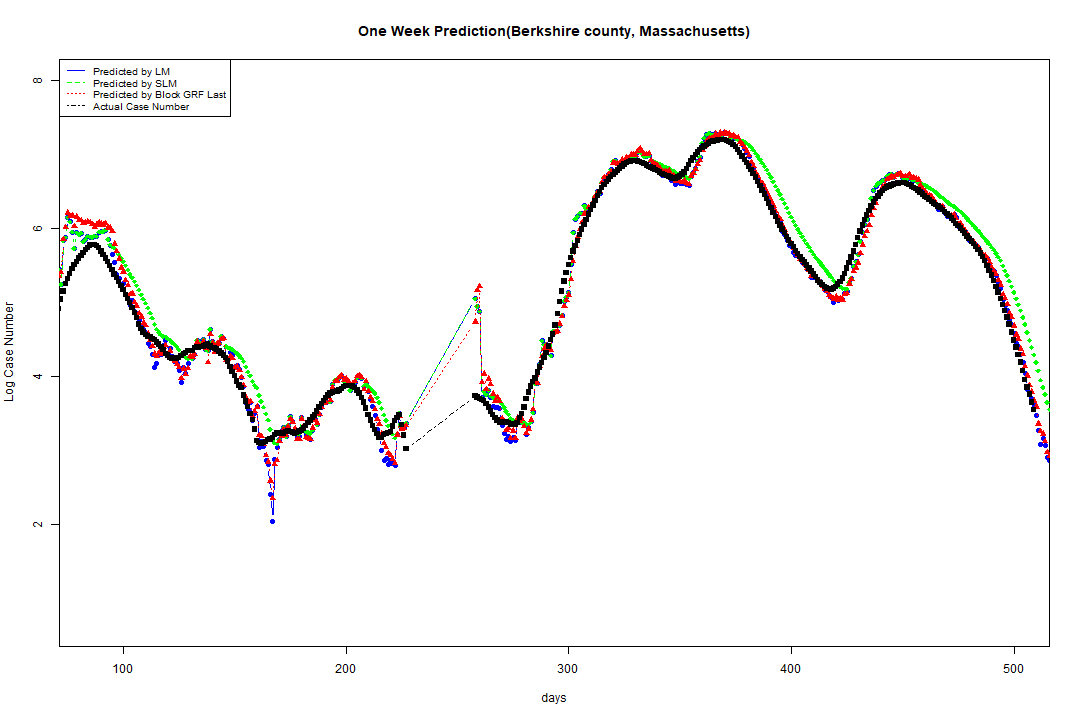 One Week Prediction(Berkshire county, Massachusetts)
Predicted by LM
Predicted by SLM
Predicted by Block GRF Last
Actual Case Number
8
6
4
2
Log Case Number
100 200 300 400 500
days